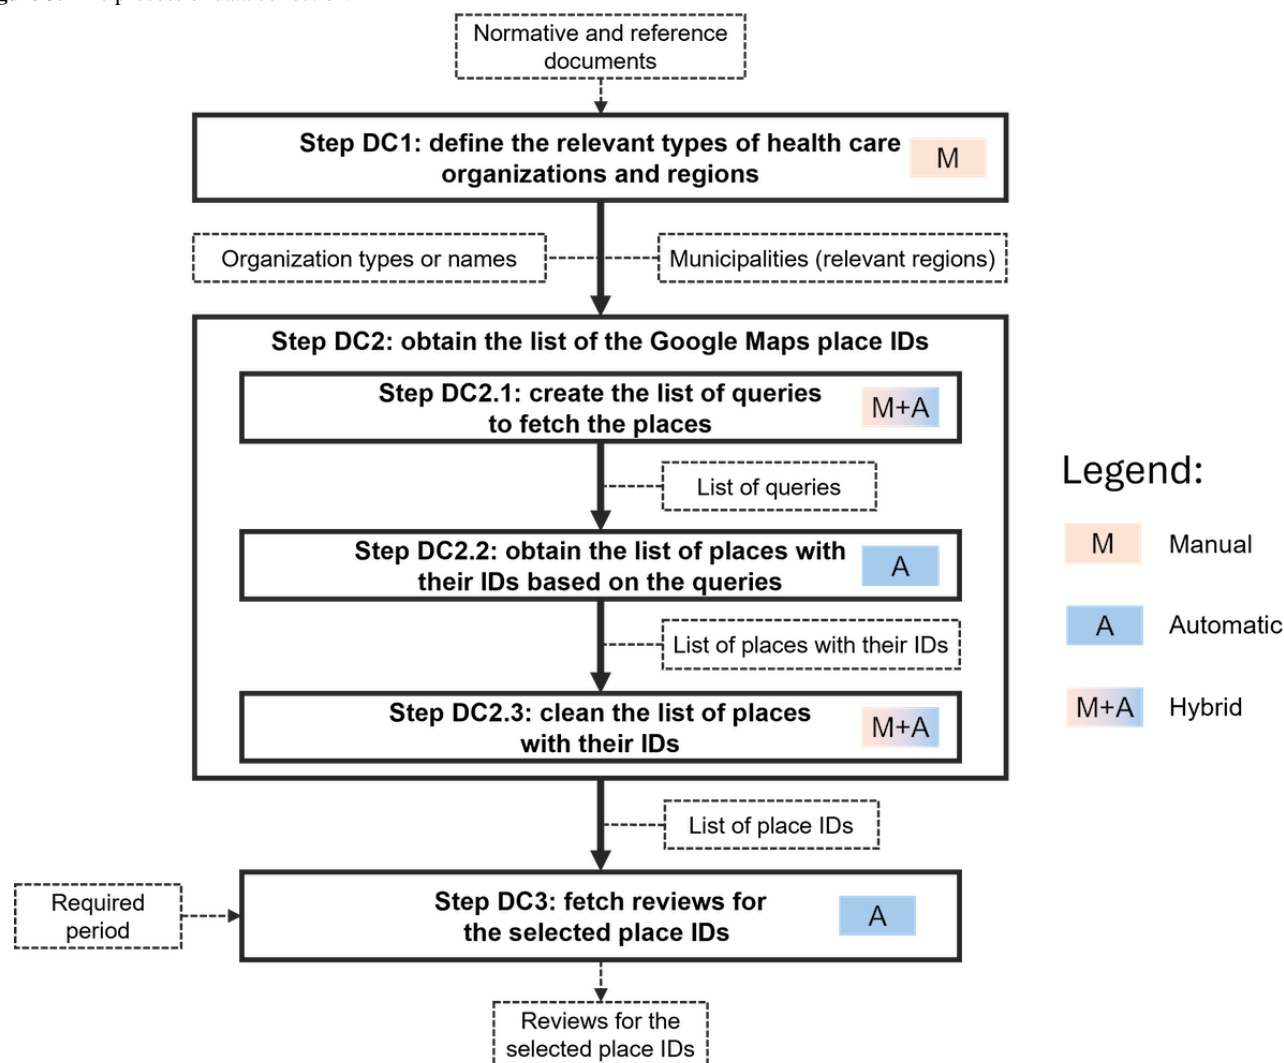 Normative and reference
documents
Step DC1: define the relevant types of health care
organizations and regions
M
Organization types or names
Municipalities (relevant regions)
Step DC2: obtain the list of the Google Maps place IDs
Step DC2.1: create the list of queries
to fetch the places
M+A
List of queries
Step DC2.2: obtain the list of places with
their IDs based on the queries
A
List of places with their IDs
Step DC2.3: clean the list of places
with their IDs
M+A
List of place IDs
Required
period
Step DC3: fetch reviews for
the selected place IDs
A
Reviews for the
selected place IDs
Legend:
M Manual
A Automatic
M+A Hybrid